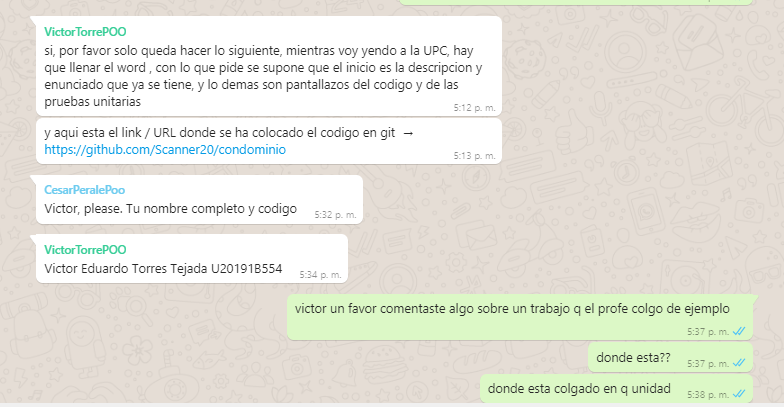 VictorTorrePOO
si, por favor solo queda hacer lo siguiente, mientras voy yendo a la UPC, hay
que llenar el word , con lo que pide se supone que el inicio es la descripcion y
enunciado que ya se tiene, y lo demas son pantallazos del codigo y de las
pruebas unitarias
5:12 p. m.
y aqui esta el link / URL donde se ha colocado el codigo en git →
https://github.com/Scanner20/condominio
5:13 p. m.
CesarPeralePoo
Victor, please. Tu nombre completo y codigo
5:32 p. m.
VictorTorrePOO
Victor Eduardo Torres Tejada U20191B554
5:34 p. m.
victor un favor comentaste algo sobre un trabajo q el profe colgo de ejemplo
5:37 p. m.
donde esta??
5:37 p. m.
donde esta colgado en q unidad
5:38 p. m.